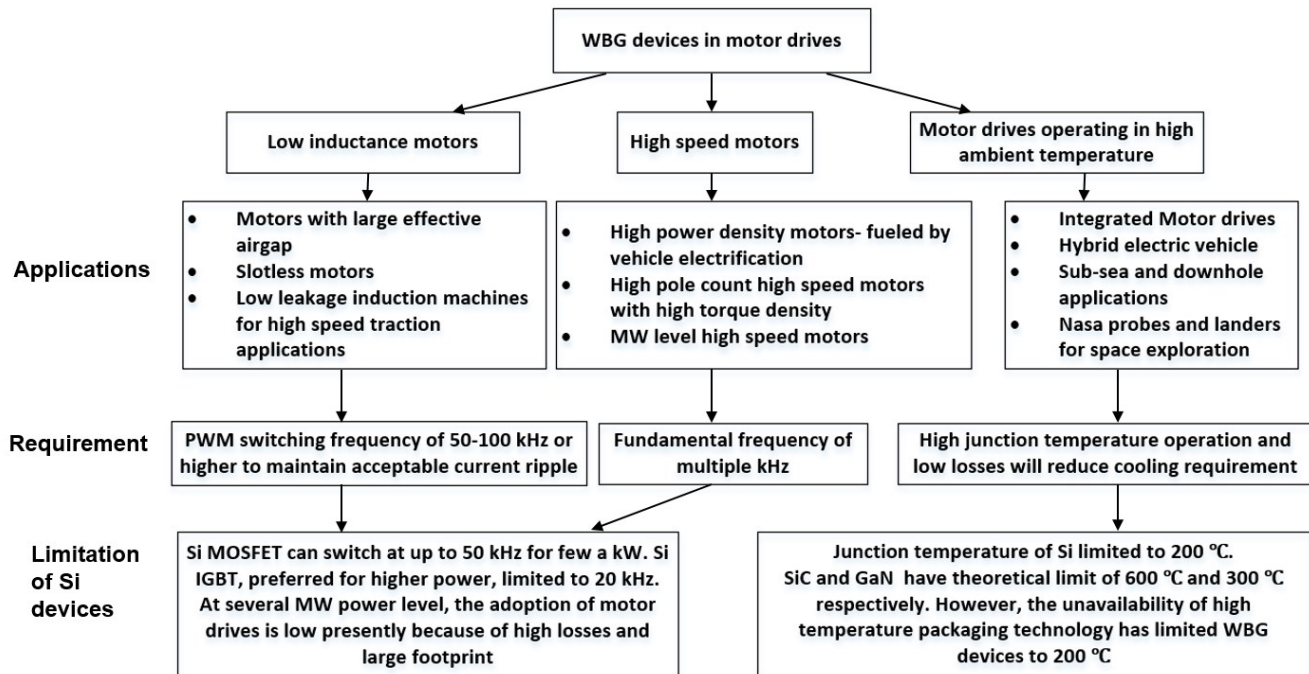 WBG devices in motor drives
Low inductance motors
High speed motors
Motor drives operating in high
ambient temperature
Applications
• Motors with large effective
airgap
• Slotless motors
• Low leakage induction machines
for high speed traction
applications
• High power density motors- fueled by
vehicle electrification
• High pole count high speed motors
with high torque density
• MW level high speed motors
• Integrated Motor drives
• Hybrid electric vehicle
• Sub-sea and downhole
applications
• Nasa probes and landers
for space exploration
Requirement
PWM switching frequency of 50-100 kHz or
higher to maintain acceptable current ripple
Fundamental frequency of
multiple kHz
High junction temperature operation and
low losses will reduce cooling requirement
Limitation
of Si
devices
Si MOSFET can switch at up to 50 kHz for few a kW. Si
IGBT, preferred for higher power, limited to 20 kHz.
At several MW power level, the adoption of motor
drives is low presently because of high losses and
large footprint
Junction temperature of Si limited to 200 ℃.
SiC and GaN have theoretical limit of 600 ℃ and 300 ℃
respectively. However, the unavailability of high
temperature packaging technology has limited WBG
devices to 200 ℃